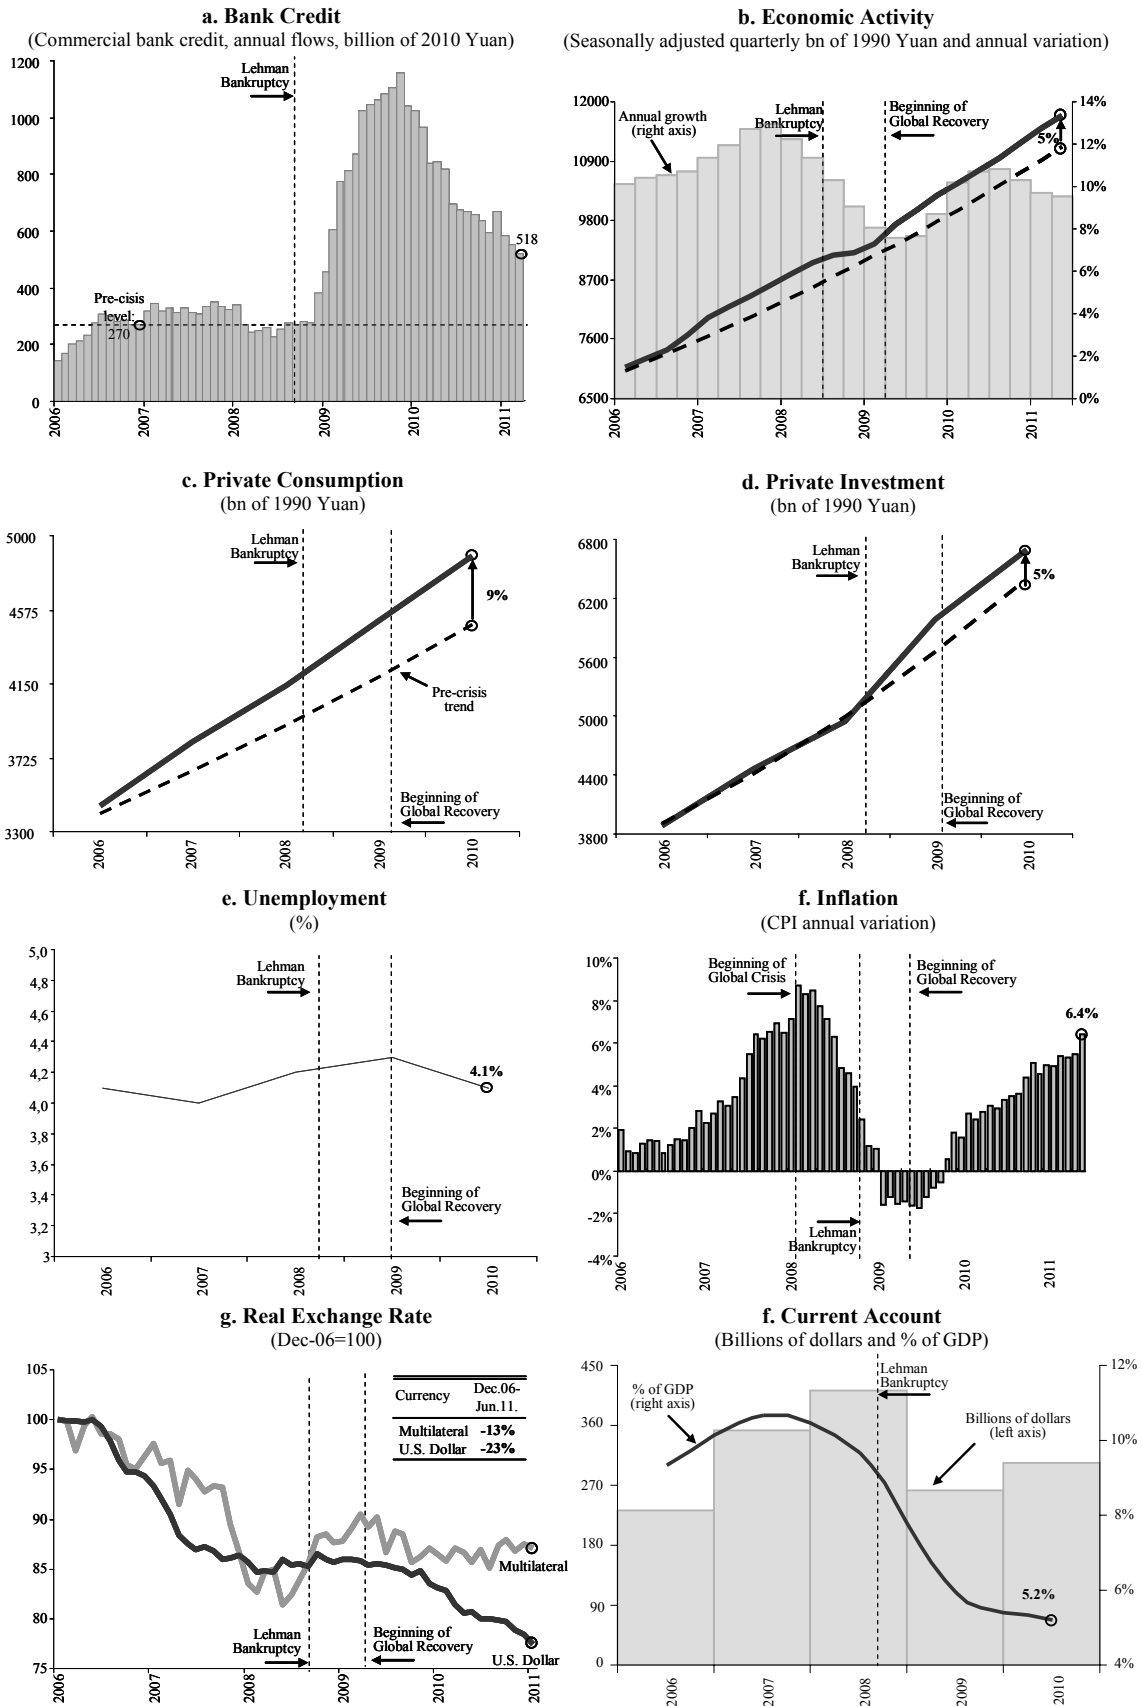 a. Bank Credit
(Commercial bank credit, annual flows, billion of 2010 Yuan)
1200
1000
800
600
400
200
0
Lehman
Bankruptcy
Pre-cisis
level:
270
518
2006
2007
2008
2009
2010
2011
b. Economic Activity
(Seasonally adjusted quarterly bn of 1990 Yuan and annual variation)
12000
10900
9800
8700
7600
6500
14%
12%
10%
8%
6%
4%
2%
0%
Annual growth
(right axis)
Lehman
Bankruptcy
Beginning of
Global Recovery
5%
2006
2007
2008
2009
2010
2011
c. Private Consumption
(bn of 1990 Yuan)
5000
4575
4150
3725
3300
Lehman
Bankruptcy
9%
Pre-crisis
trend
Beginning of
Global Recovery
2006
2007
2008
2009
2010
d. Private Investment
(bn of 1990 Yuan)
6800
6200
5600
5000
4400
3800
Lehman
Bankruptcy
5%
Beginning of
Global Recovery
2006
2007
2008
2009
2010
e. Unemployment
(%)
5,0
4,8
4,6
4,4
4,2
4,0
3,8
3,6
3,4
3,2
3
Lehman
Bankruptcy
4.1%
Beginning of
Global Recovery
2006
2007
2008
2009
2010
f. Inflation
(CPI annual variation)
10%
8%
6%
4%
2%
0%
-2%
-4%
Beginning of
Global Crisis
Beginning of
Global Recovery
6.4%
Lehman
Bankruptcy
2006
2007
2008
2009
2010
2011
g. Real Exchange Rate
(Dec-06=100)
105
100
95
90
85
80
75
Currency Dec.06-
Jun.11.
Multilateral -13%
U.S. Dollar -23%
Multilateral
Lehman
Bankruptcy
Beginning of
Global Recovery
U.S. Dollar
2006
2007
2008
2009
2010
2011
f. Current Account
(Billions of dollars and % of GDP)
450
360
270
180
90
0
12%
10%
8%
6%
4%
% of GDP
(right axis)
Lehman
Bankruptcy
Billions of dollars
(left axis)
5.2%
2006
2007
2008
2009
2010